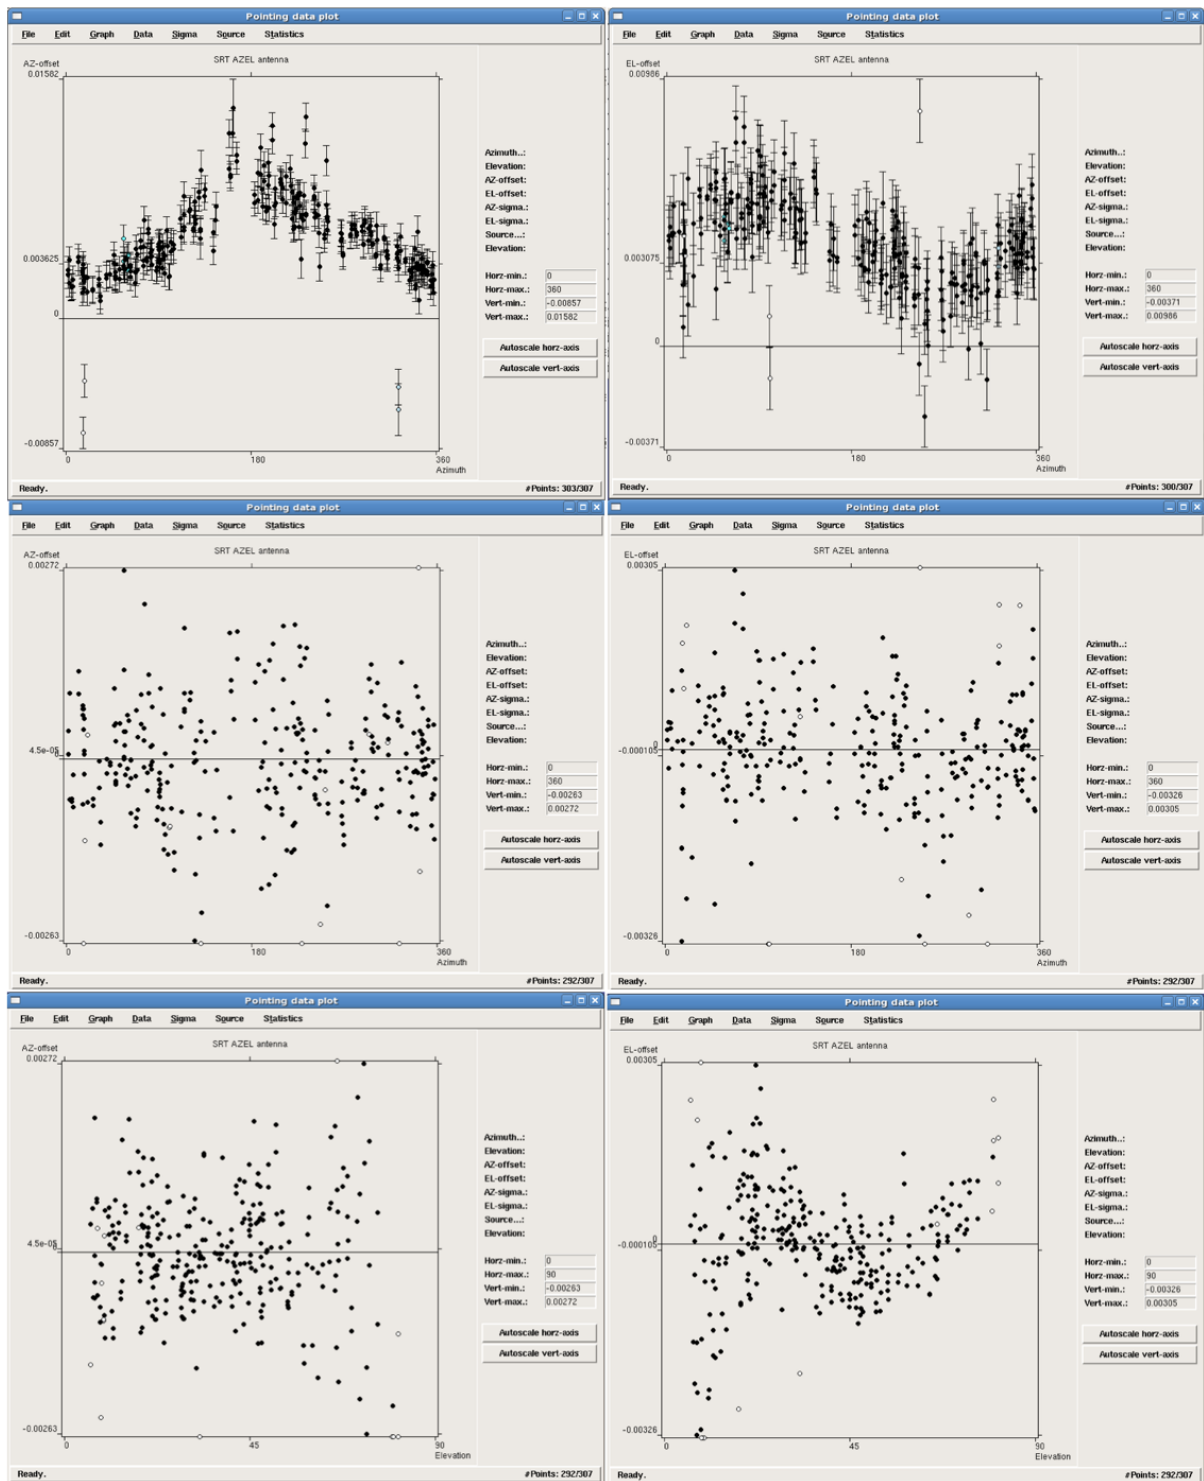 Pointing data plot
File Edit Graph Data Sigma Source Statistics
AZ-offset
SRT AZEL antenna
0.01582
0.003625
0
-0.00857
0 180 360
Azimuth
Azimuth..:
Elevation:
AZ-offset:
EL-offset:
AZ-sigma.:
EL-sigma.:
Source...:
Elevation:
Horz-min.: 0
Horz-max.: 360
Vert-min.: -0.00857
Vert-max.: 0.01582
Autoscale horz-axis
Autoscale vert-axis
Ready. #Points: 303/307
Pointing data plot
File Edit Graph Data Sigma Source Statistics
EL-offset
SRT AZEL antenna
0.00986
0.003075
0
-0.00371
0 180 360
Azimuth
Azimuth..:
Elevation:
AZ-offset:
EL-offset:
AZ-sigma.:
EL-sigma.:
Source...:
Elevation:
Horz-min.: 0
Horz-max.: 360
Vert-min.: -0.00371
Vert-max.: 0.00986
Autoscale horz-axis
Autoscale vert-axis
Ready. #Points: 300/307
Pointing data plot
File Edit Graph Data Sigma Source Statistics
AZ-offset
SRT AZEL antenna
0.00272
4.5e-05
0
-0.00263
0 180 360
Azimuth
Azimuth..:
Elevation:
AZ-offset:
EL-offset:
AZ-sigma.:
EL-sigma.:
Source...:
Elevation:
Horz-min.: 0
Horz-max.: 360
Vert-min.: -0.00263
Vert-max.: 0.00272
Autoscale horz-axis
Autoscale vert-axis
Ready. #Points: 292/307
Pointing data plot
File Edit Graph Data Sigma Source Statistics
EL-offset
SRT AZEL antenna
0.00305
0
-0.000105
-0.00326
0 180 360
Azimuth
Azimuth..:
Elevation:
AZ-offset:
EL-offset:
AZ-sigma.:
EL-sigma.:
Source...:
Elevation:
Horz-min.: 0
Horz-max.: 360
Vert-min.: -0.00326
Vert-max.: 0.00305
Autoscale horz-axis
Autoscale vert-axis
Ready. #Points: 292/307
Pointing data plot
File Edit Graph Data Sigma Source Statistics
AZ-offset
SRT AZEL antenna
0.00272
4.5e-05
0
-0.00263
0 45 90
Elevation
Azimuth..:
Elevation:
AZ-offset:
EL-offset:
AZ-sigma.:
EL-sigma.:
Source...:
Elevation:
Horz-min.: 0
Horz-max.: 90
Vert-min.: -0.00263
Vert-max.: 0.00272
Autoscale horz-axis
Autoscale vert-axis
Ready. #Points: 292/307
Pointing data plot
File Edit Graph Data Sigma Source Statistics
EL-offset
SRT AZEL antenna
0.00305
0
-0.000105
-0.00326
0 45 90
Elevation
Azimuth..:
Elevation:
AZ-offset:
EL-offset:
AZ-sigma.:
EL-sigma.:
Source...:
Elevation:
Horz-min.: 0
Horz-max.: 90
Vert-min.: -0.00326
Vert-max.: 0.00305
Autoscale horz-axis
Autoscale vert-axis
Ready. #Points: 292/307